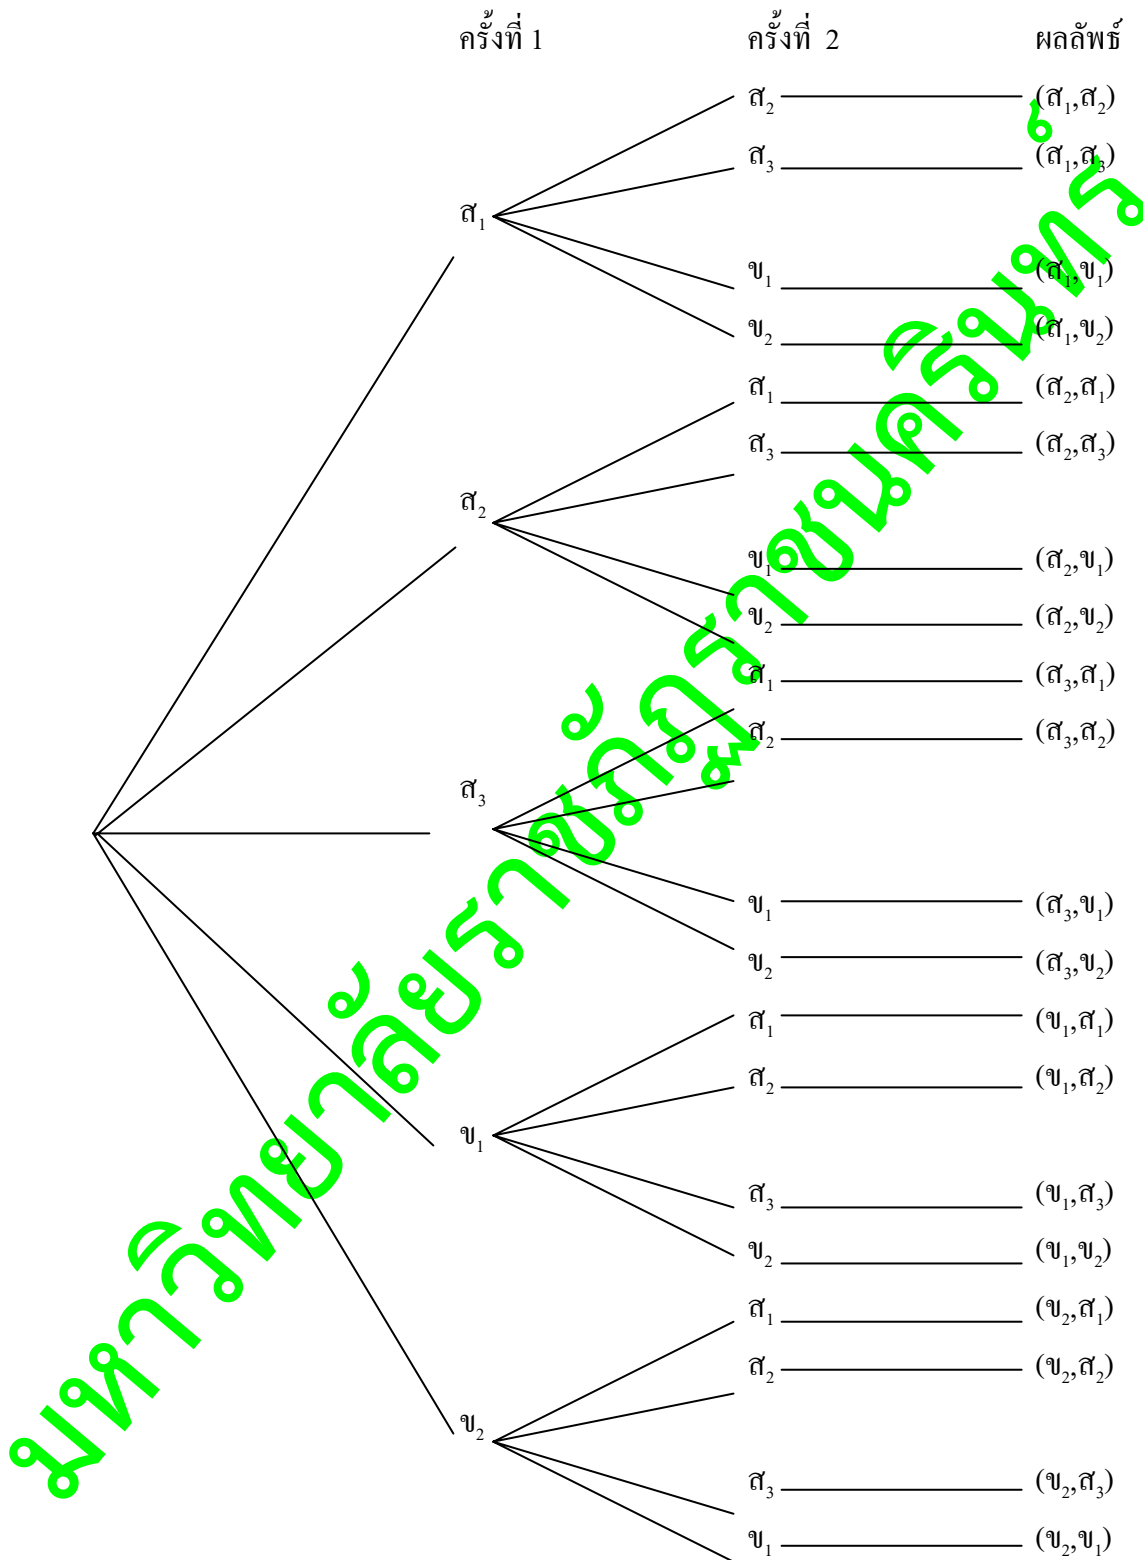 ครั้งที่ 1 ครั้งที่ 2 ผลลัพธ์
ส₂ (ส₁,ส₂)
ส₃ (ส₁,ส₃)
ส₁
ข₁ (ส₁,ข₁)
ข₂ (ส₁,ข₂)
ส₁ (ส₂,ส₁)
ส₃ (ส₂,ส₃)
ส₂
ข₁ (ส₂,ข₁)
ข₂ (ส₂,ข₂)
ส₁ (ส₃,ส₁)
ส₂ (ส₃,ส₂)
ส₃
ข₁ (ส₃,ข₁)
ข₂ (ส₃,ข₂)
ส₁ (ข₁,ส₁)
ส₂ (ข₁,ส₂)
ข₁
ส₃ (ข₁,ส₃)
ข₂ (ข₁,ข₂)
ส₁ (ข₂,ส₁)
ส₂ (ข₂,ส₂)
ข₂
ส₃ (ข₂,ส₃)
ข₁ (ข₂,ข₁)
มหาวิทยาลัยราชภัฏราชนครินทร์